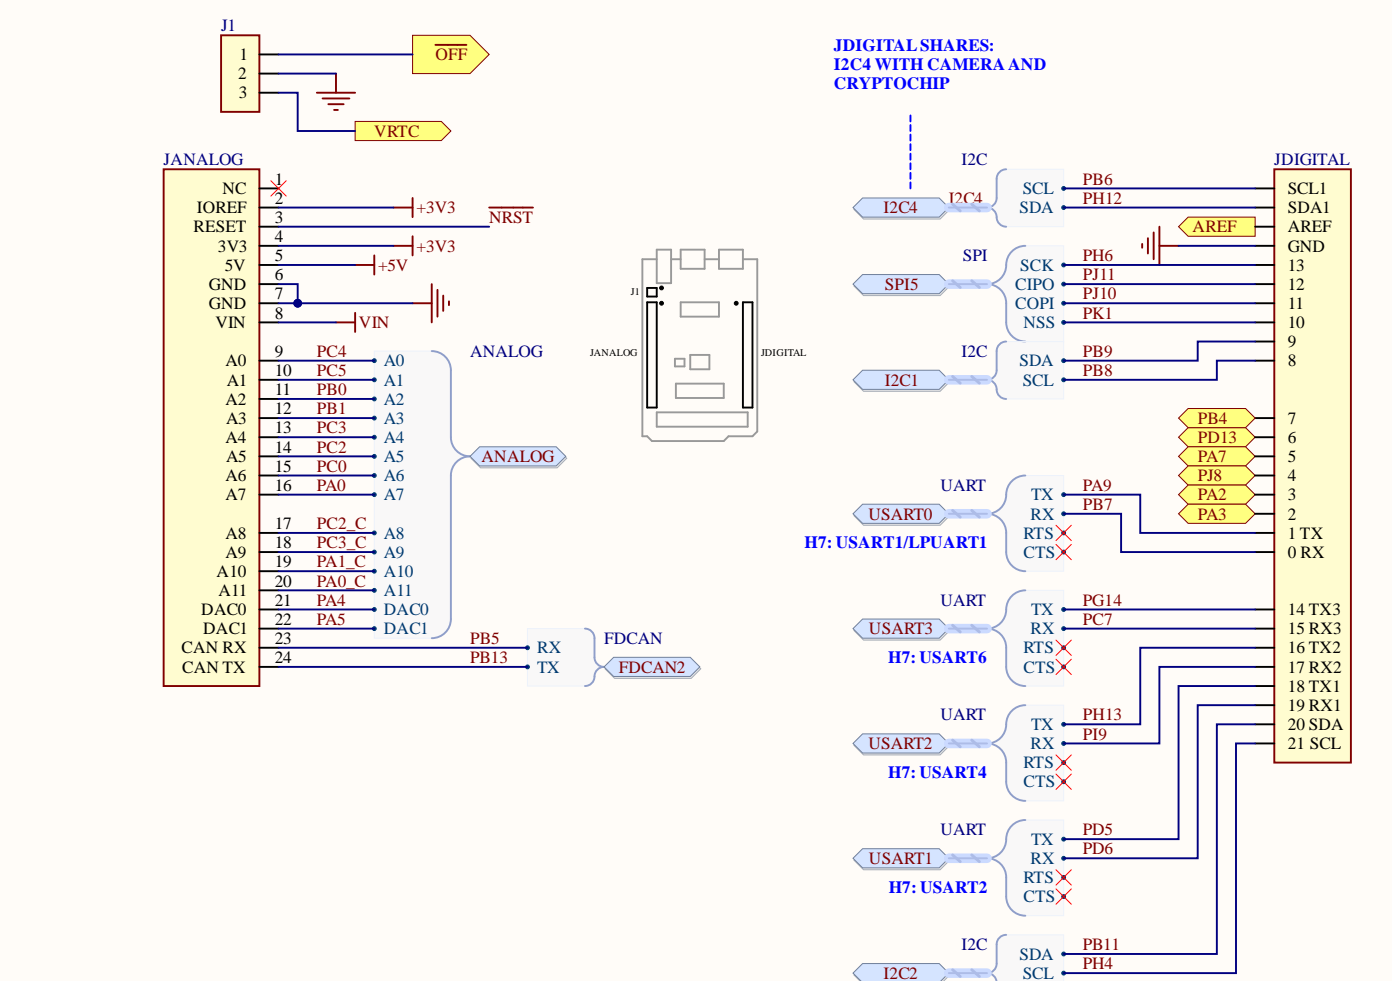 J1
1
OFF
2
3
VRTC
JDIGITAL SHARES:
I2C4 WITH CAMERA AND
CRYPTOCHIP
JANALOG
NC 1
IOREF 2 +3V3
RESET 3 NRST
3V3 4 +3V3
5V 5 +5V
GND 6
GND 7
VIN 8 VIN
A0 9 PC4 A0
A1 10 PC5 A1
A2 11 PB0 A2
A3 12 PB1 A3
A4 13 PC3 A4
A5 14 PC2 A5
A6 15 PC0 A6
A7 16 PA0 A7
ANALOG
ANALOG
A8 17 PC2_C A8
A9 18 PC3_C A9
A10 19 PA1_C A10
A11 20 PA0_C A11
DAC0 21 PA4 DAC0
DAC1 22 PA5 DAC1
CAN RX 23 PB5 RX
CAN TX 24 PB13 TX
FDCAN
FDCAN2
J1
JANALOG
JDIGITAL
I2C
I2C4 I2C4
SCL PB6
SDA PH12
SPI
SPI5
SCK PH6
CIPO PJ11
COPI PJ10
NSS PK1
I2C
I2C1
SDA PB9
SCL PB8
UART
USART0
H7: USART1/LPUART1
TX PA9
RX PB7
RTS
CTS
UART
USART3
H7: USART6
TX PG14
RX PC7
RTS
CTS
UART
USART2
H7: USART4
TX PH13
RX PI9
RTS
CTS
UART
USART1
H7: USART2
TX PD5
RX PD6
RTS
CTS
I2C
I2C2
SDA PB11
SCL PH4
JDIGITAL
SCL1
SDA1
AREF AREF
GND
13
12
11
10
9
8
PB4 7
PD13 6
PA7 5
PJ8 4
PA2 3
PA3 2
1 TX
0 RX
14 TX3
15 RX3
16 TX2
17 RX2
18 TX1
19 RX1
20 SDA
21 SCL